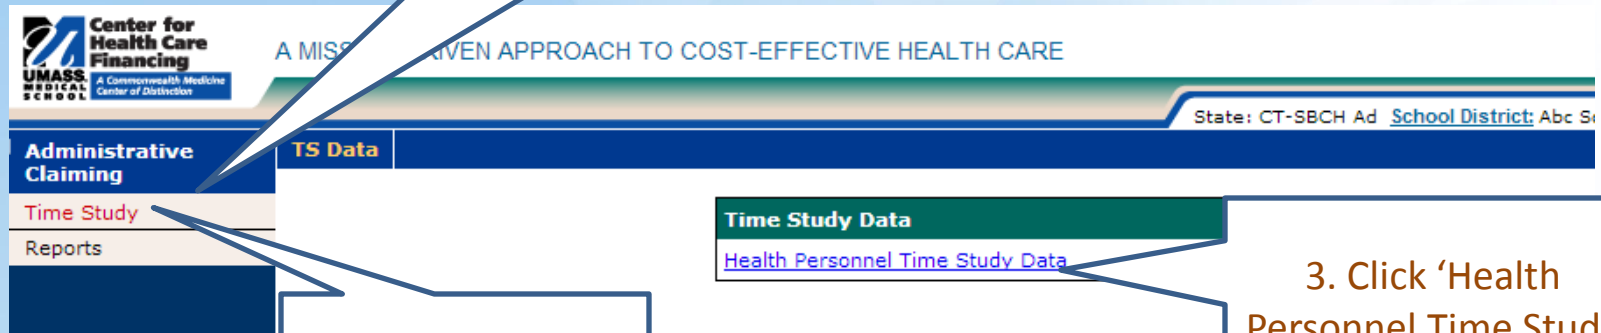 Center for
Health Care
Financing
UMASS
MEDICAL
SCHOOL
A Commonwealth Medicine
Center of Distinction
A MISS IVEN APPROACH TO COST-EFFECTIVE HEALTH CARE
State: CT-SBCH Ad School District: Abc Sc
Administrative
Claiming
TS Data
Time Study
Reports
Time Study Data
Health Personnel Time Study Data
3. Click ‘Health
Personnel Time Stud